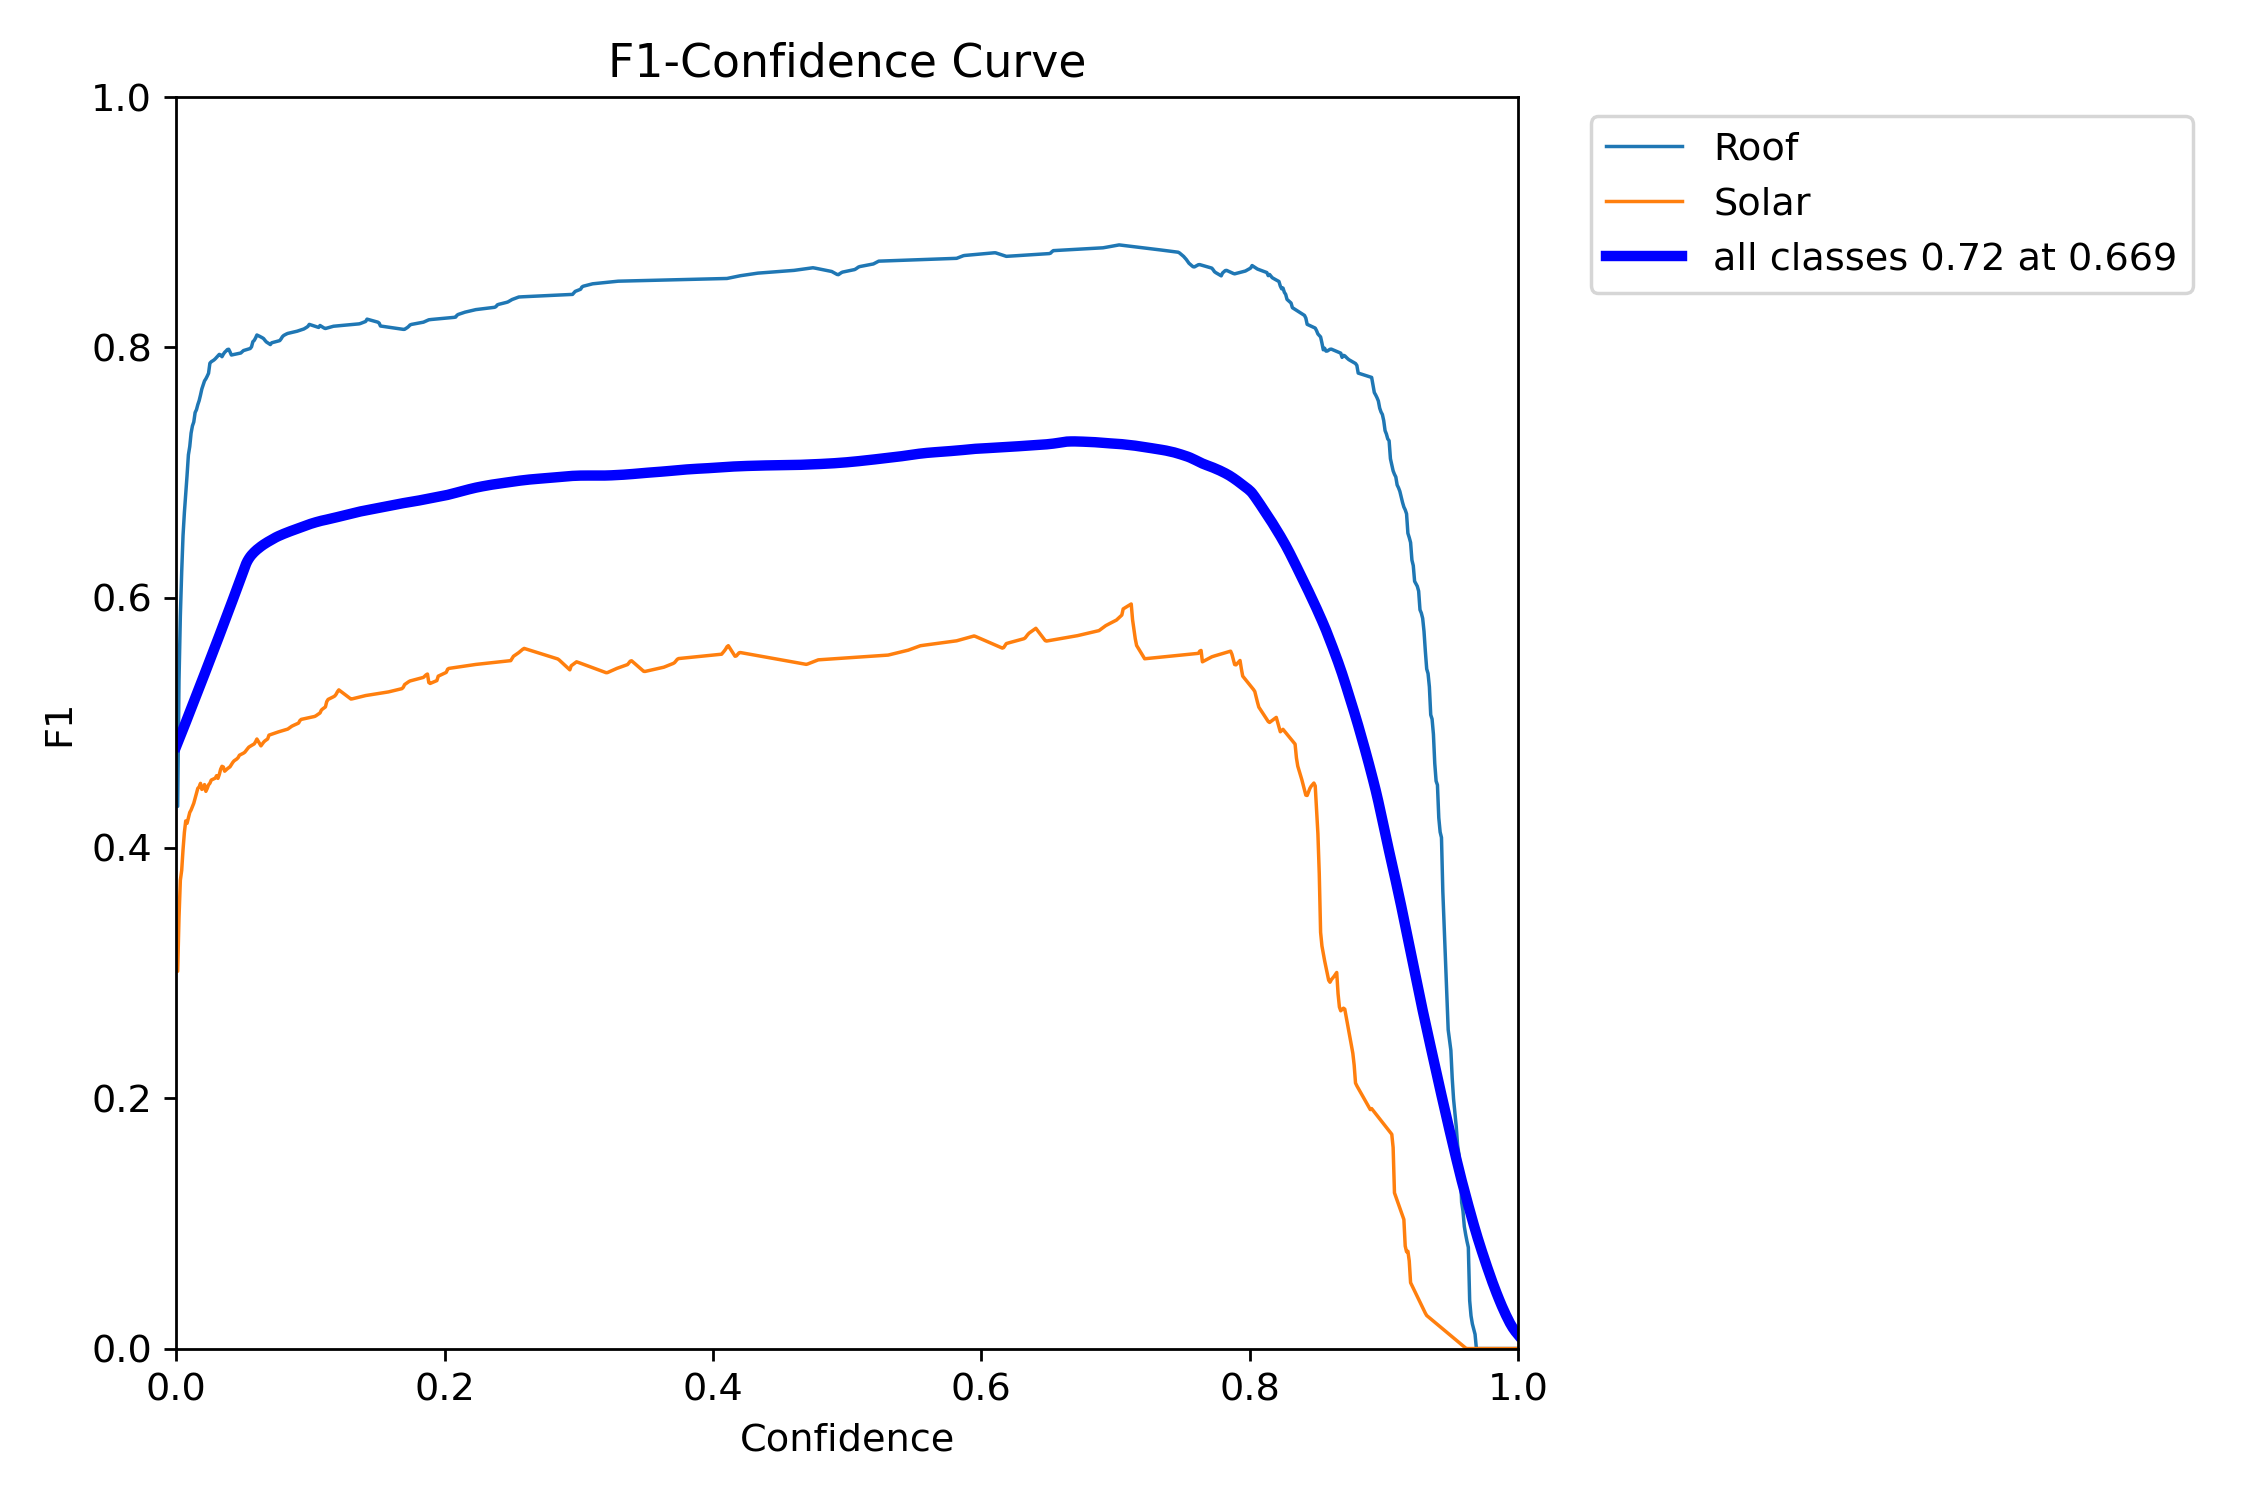 F1-Confidence Curve
1.0
0.8
0.6
0.4
0.2
0.0
F1
0.0 0.2 0.4 0.6 0.8 1.0
Confidence
Roof
Solar
all classes 0.72 at 0.669